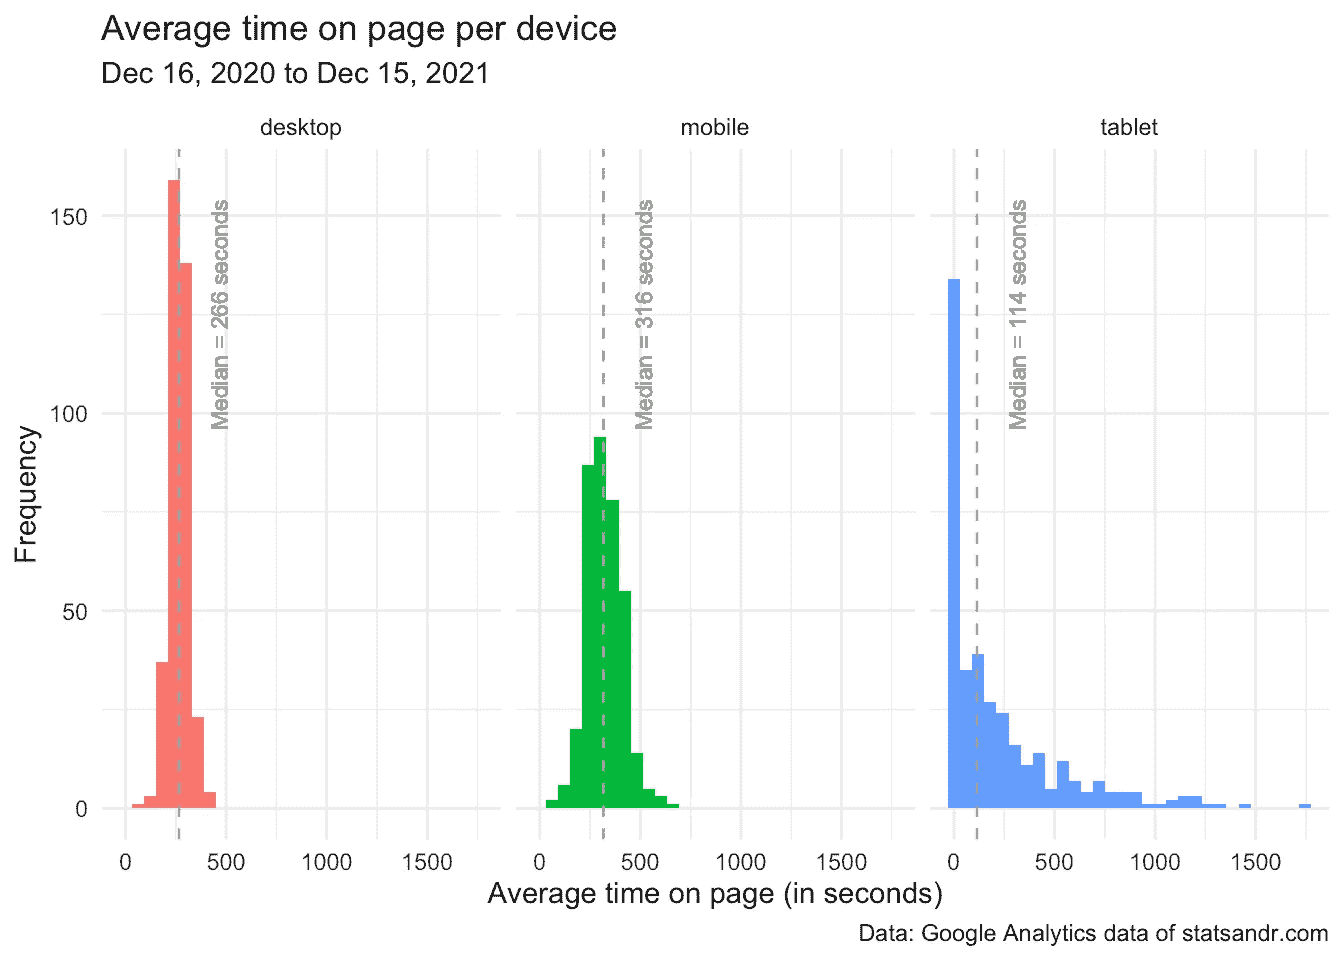 Average time on page per device
Dec 16, 2020 to Dec 15, 2021
desktop
mobile
tablet
Frequency
150
100
50
0
Median = 266 seconds
Median = 316 seconds
Median = 114 seconds
0 500 1000 1500
0 500 1000 1500
0 500 1000 1500
Average time on page (in seconds)
Data: Google Analytics data of statsandr.com